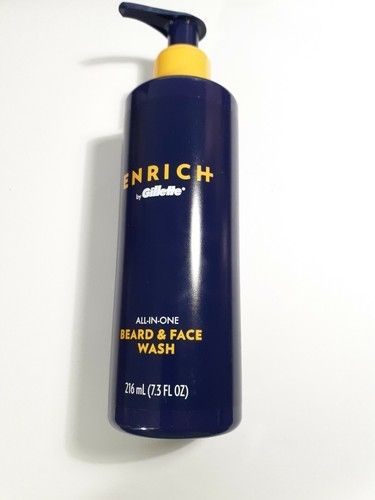 ENRICH
by Gillette®
ALL-IN-ONE
BEARD & FACE
WASH
216 mL (7.3 FL OZ)